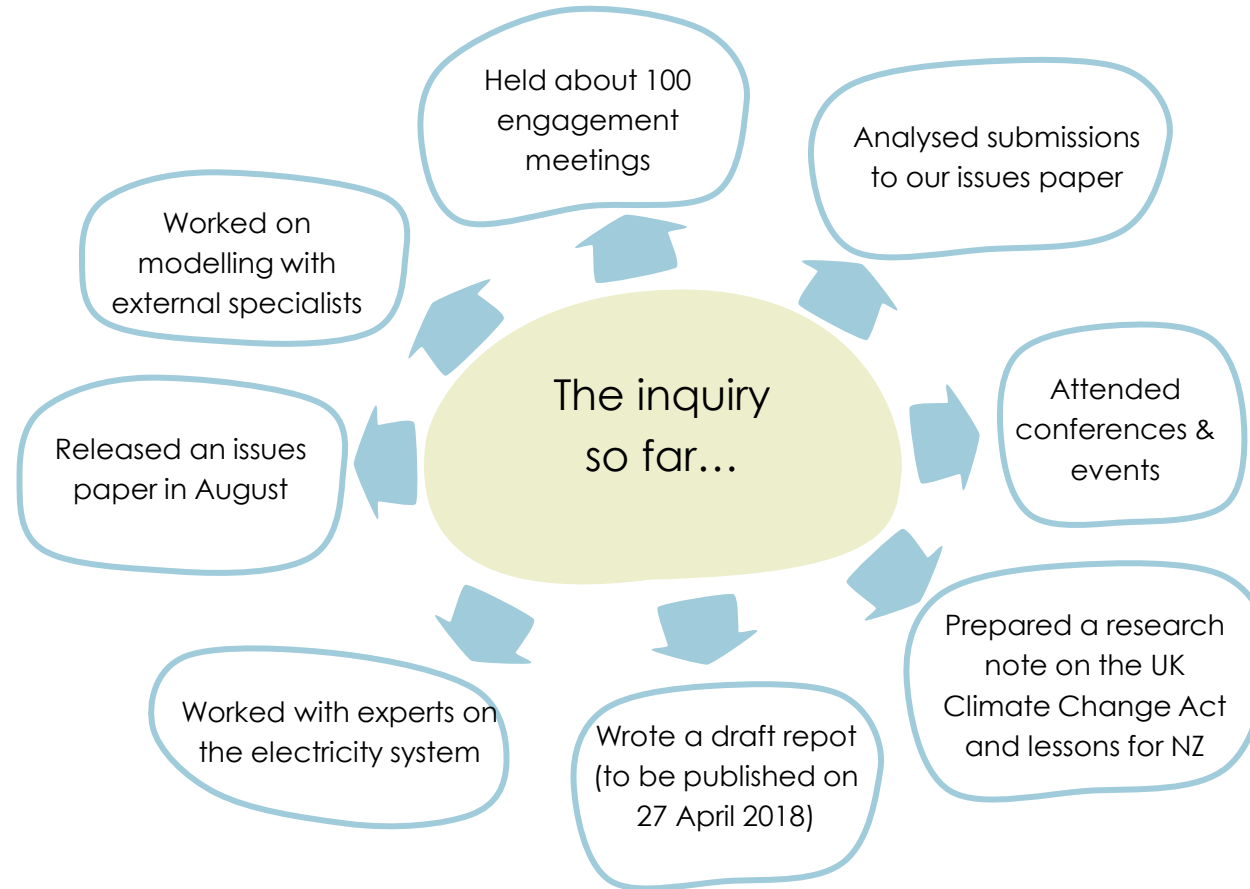 Held about 100
engagement
meetings
Analysed submissions
to our issues paper
Worked on
modelling with
external specialists
The inquiry
so far…
Attended
conferences &
events
Released an issues
paper in August
Prepared a research
note on the UK
Climate Change Act
and lessons for NZ
Worked with experts on
the electricity system
Wrote a draft repot
(to be published on
27 April 2018)